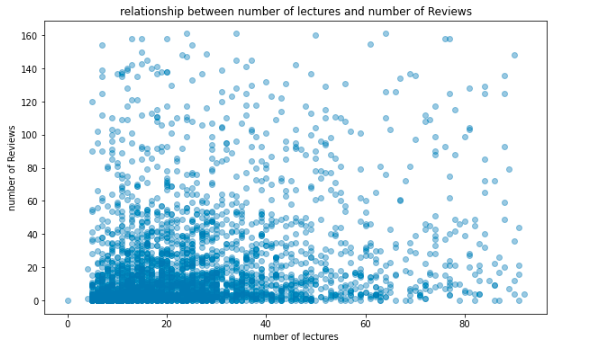 relationship between number of lectures and number of Reviews
160
140
120
100
80
60
40
20
0
number of Reviews
0 20 40 60 80
number of lectures